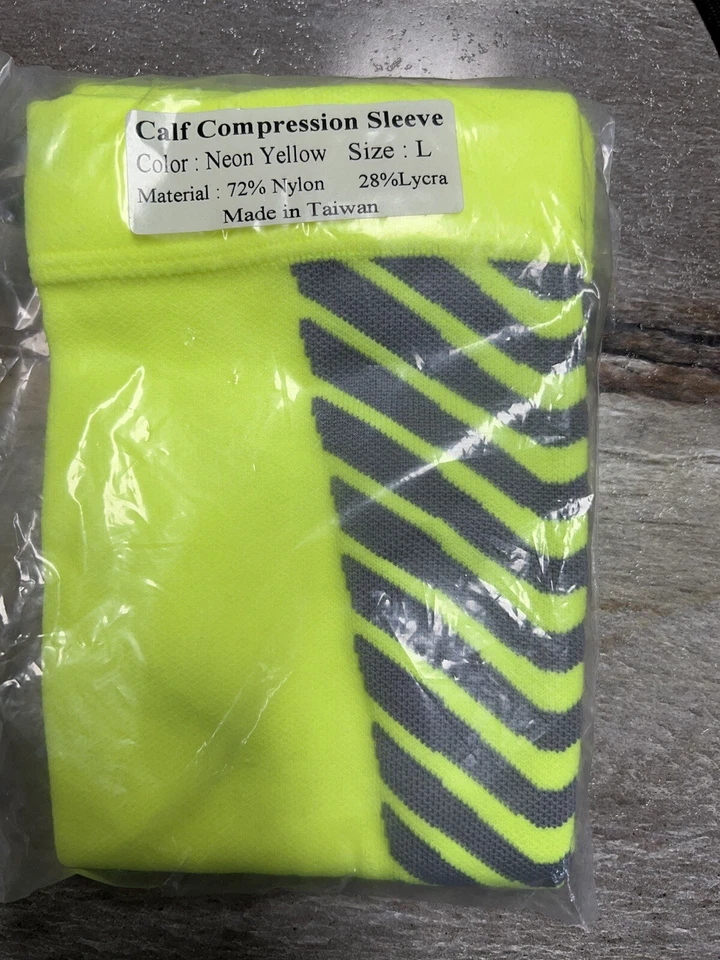 Calf Compression Sleeve
Color : Neon Yellow Size : L
Material : 72% Nylon 28%Lycra
Made in Taiwan